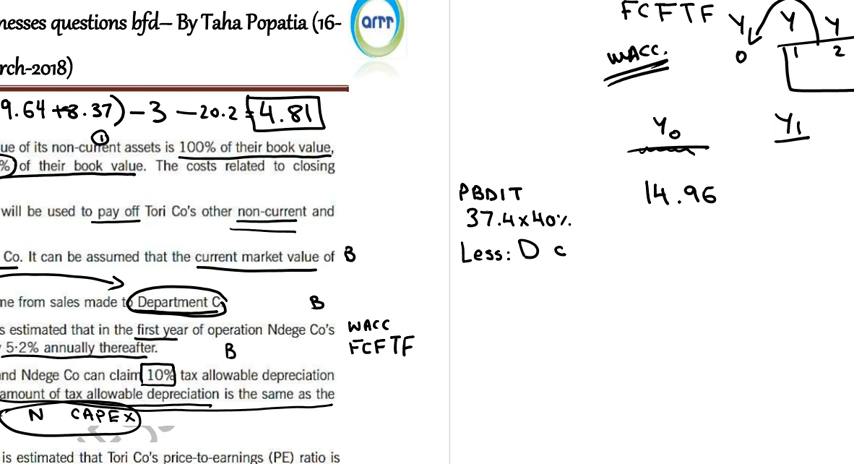 nesses questions bfd– By Taha Popatia (16-
rch-2018)
arrr
9.64 + 8.37) - 3 - 20.2 = 4.81
1
ue of its non-current assets is 100% of their book value,
%) of their book value. The costs related to closing
will be used to pay off Tori Co's other non-current and
Co. It can be assumed that the current market value of B
ne from sales made to Department C, B
s estimated that in the first year of operation Ndege Co's
5·2% annually thereafter. B
WACC
FCFTF
and Ndege Co can claim 10% tax allowable depreciation
amount of tax allowable depreciation is the same as the
N CAPEX
is estimated that Tori Co's price-to-earnings (PE) ratio is
FCFTF
WACC.
Y Y Y
0 1 2
Y0 Y1
PBDIT 14.96
37.4x40%.
Less: D c